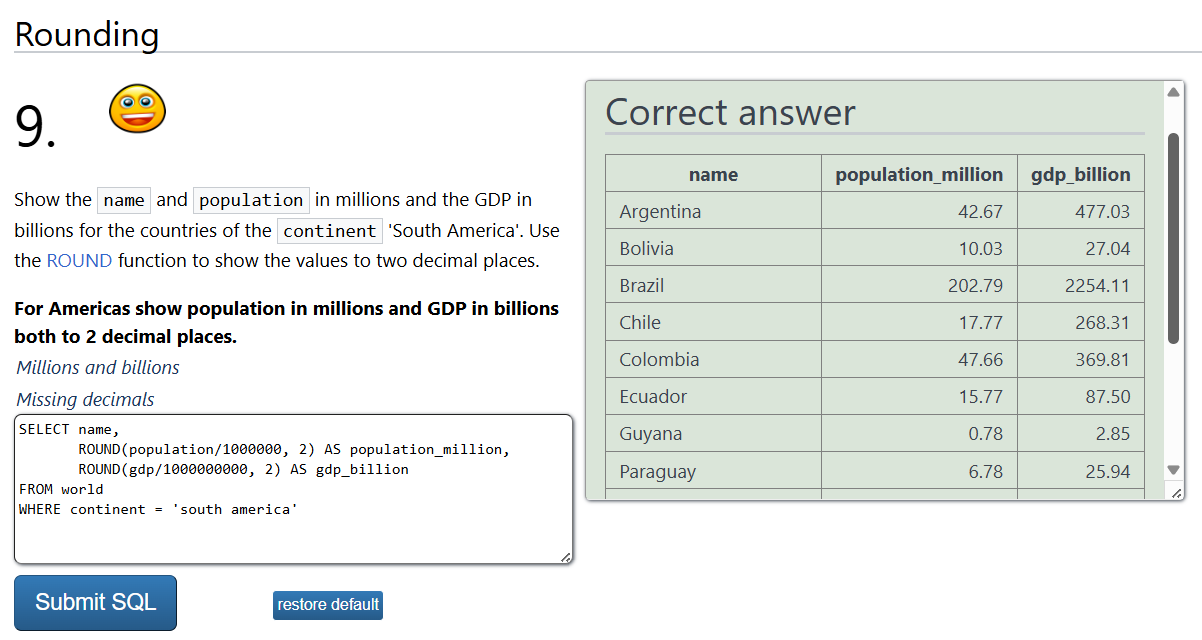 Rounding
9.
Show the name and population in millions and the GDP in
billions for the countries of the continent 'South America'. Use
the ROUND function to show the values to two decimal places.
For Americas show population in millions and GDP in billions
both to 2 decimal places.
Millions and billions
Missing decimals
SELECT name,
ROUND(population/1000000, 2) AS population_million,
ROUND(gdp/1000000000, 2) AS gdp_billion
FROM world
WHERE continent = 'south america'
Submit SQL
restore default
Correct answer
name population_million gdp_billion
Argentina 42.67 477.03
Bolivia 10.03 27.04
Brazil 202.79 2254.11
Chile 17.77 268.31
Colombia 47.66 369.81
Ecuador 15.77 87.50
Guyana 0.78 2.85
Paraguay 6.78 25.94